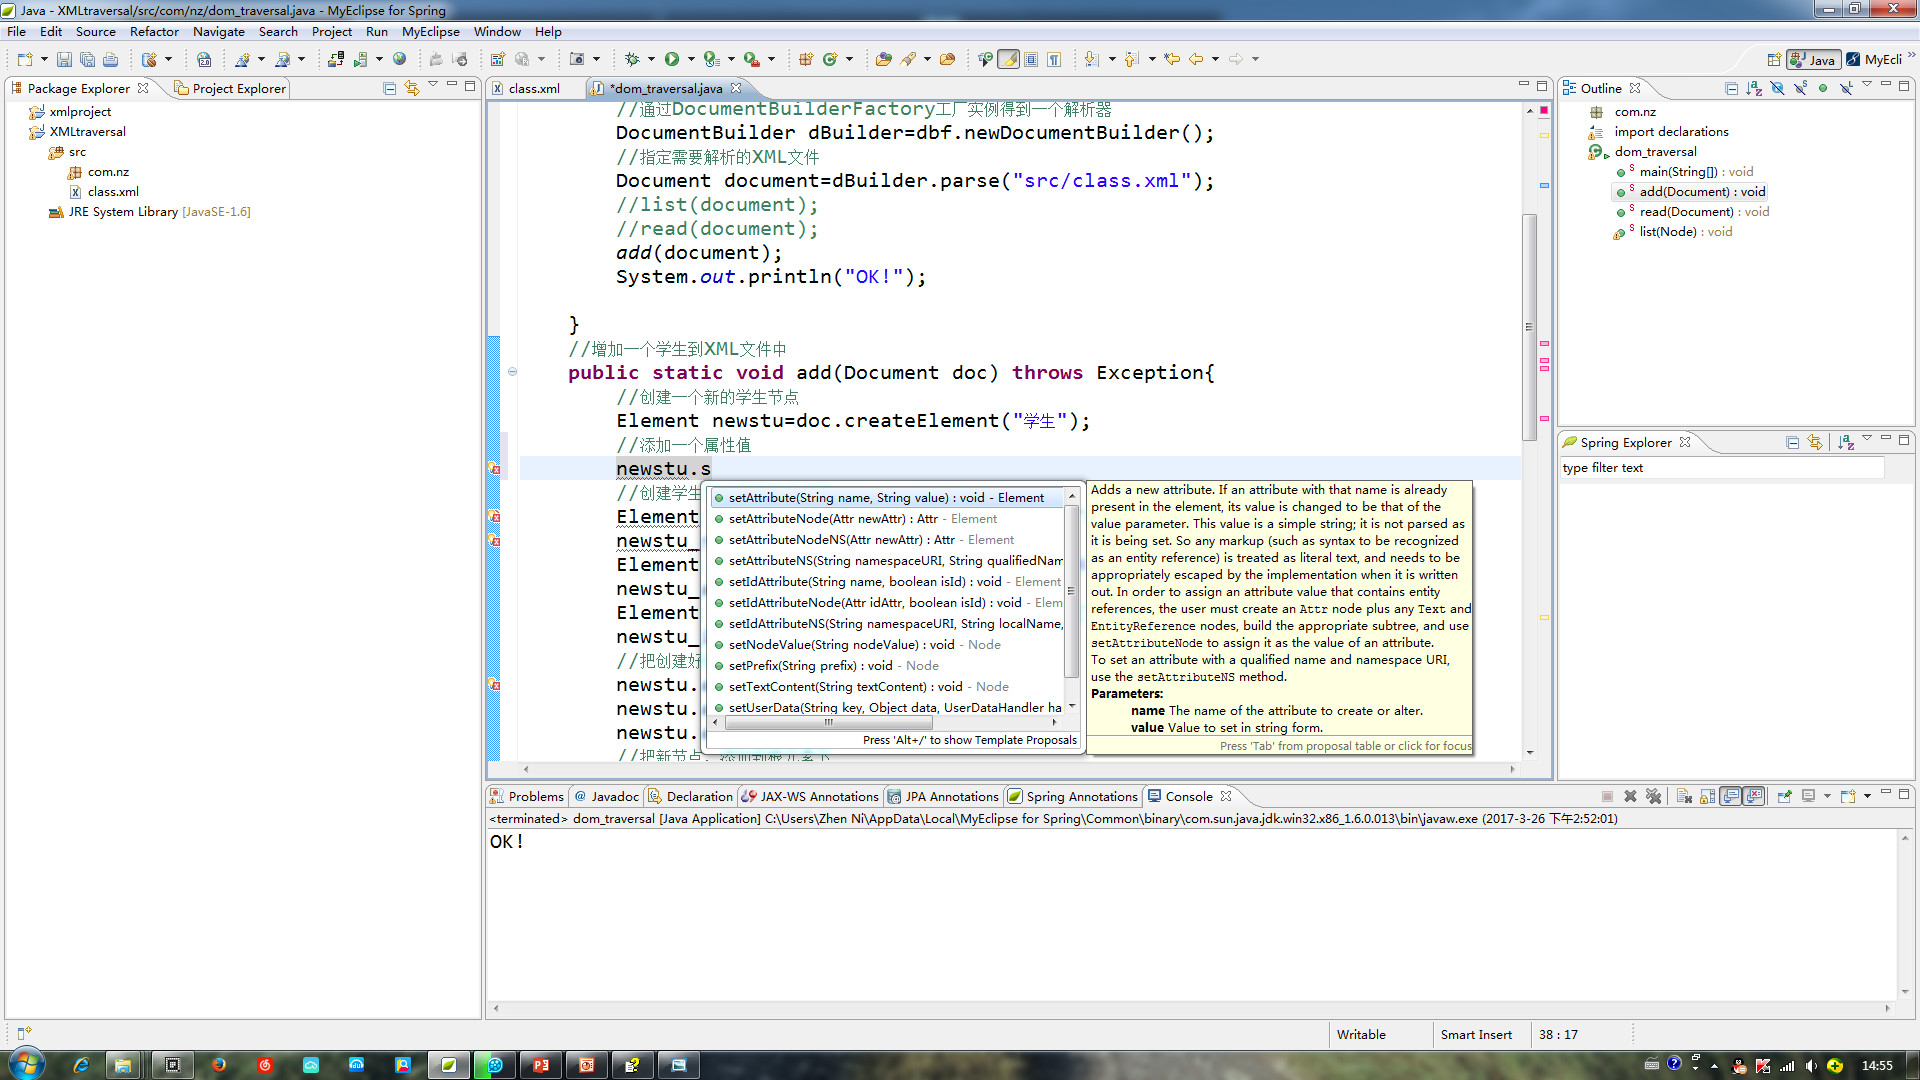 Java - XMLtraversal/src/com/nz/dom_traversal.java - MyEclipse for Spring
File Edit Source Refactor Navigate Search Project Run MyEclipse Window Help
Java MyEcli
Package Explorer Project Explorer
xmlproject
XMLtraversal
src
com.nz
class.xml
JRE System Library [JavaSE-1.6]
class.xml *dom_traversal.java
//通过DocumentBuilderFactory工厂实例得到一个解析器
DocumentBuilder dBuilder=dbf.newDocumentBuilder();
//指定需要解析的XML文件
Document document=dBuilder.parse("src/class.xml");
//list(document);
//read(document);
add(document);
System.out.println("OK!");
}
//增加一个学生到XML文件中
public static void add(Document doc) throws Exception{
//创建一个新的学生节点
Element newstu=doc.createElement("学生");
//添加一个属性值
newstu.s
//创建学生
Element
newstu_
Element
newstu_
Element
newstu_
//把创建好
newstu.
newstu.
newstu.
//把新节点，添加到根元素下
setAttribute(String name, String value) : void - Element
setAttributeNode(Attr newAttr) : Attr - Element
setAttributeNodeNS(Attr newAttr) : Attr - Element
setAttributeNS(String namespaceURI, String qualifiedNam
setIdAttribute(String name, boolean isId) : void - Element
setIdAttributeNode(Attr idAttr, boolean isId) : void - Elem
setIdAttributeNS(String namespaceURI, String localName,
setNodeValue(String nodeValue) : void - Node
setPrefix(String prefix) : void - Node
setTextContent(String textContent) : void - Node
setUserData(String key, Object data, UserDataHandler ha
Press 'Alt+/' to show Template Proposals
Adds a new attribute. If an attribute with that name is already
present in the element, its value is changed to be that of the
value parameter. This value is a simple string; it is not parsed as
it is being set. So any markup (such as syntax to be recognized
as an entity reference) is treated as literal text, and needs to be
appropriately escaped by the implementation when it is written
out. In order to assign an attribute value that contains entity
references, the user must create an Attr node plus any Text and
EntityReference nodes, build the appropriate subtree, and use
setAttributeNode to assign it as the value of an attribute.
To set an attribute with a qualified name and namespace URI,
use the setAttributeNS method.
Parameters:
name The name of the attribute to create or alter.
value Value to set in string form.
Press 'Tab' from proposal table or click for focus
Outline
com.nz
import declarations
dom_traversal
main(String[]) : void
add(Document) : void
read(Document) : void
list(Node) : void
Spring Explorer
type filter text
Problems Javadoc Declaration JAX-WS Annotations JPA Annotations Spring Annotations Console
<terminated> dom_traversal [Java Application] C:\Users\Zhen Ni\AppData\Local\MyEclipse for Spring\Common\binary\com.sun.java.jdk.win32.x86_1.6.0.013\bin\javaw.exe (2017-3-26 下午2:52:01)
OK!
Writable Smart Insert 38 : 17
14:55